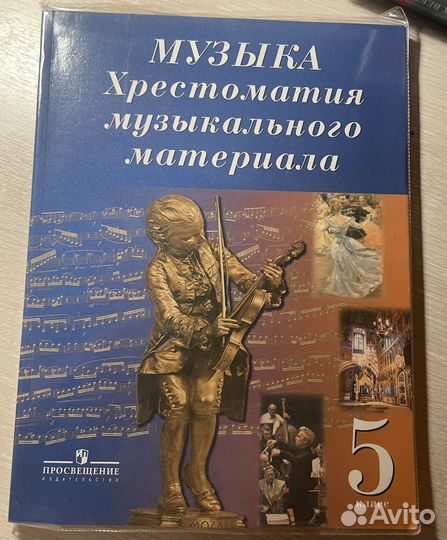 МУЗЫКА
Хрестоматия
музыкального
материала
5
класс
ПРОСВЕЩЕНИЕ
ИЗДАТЕЛЬСТВО
MOZART
Avito